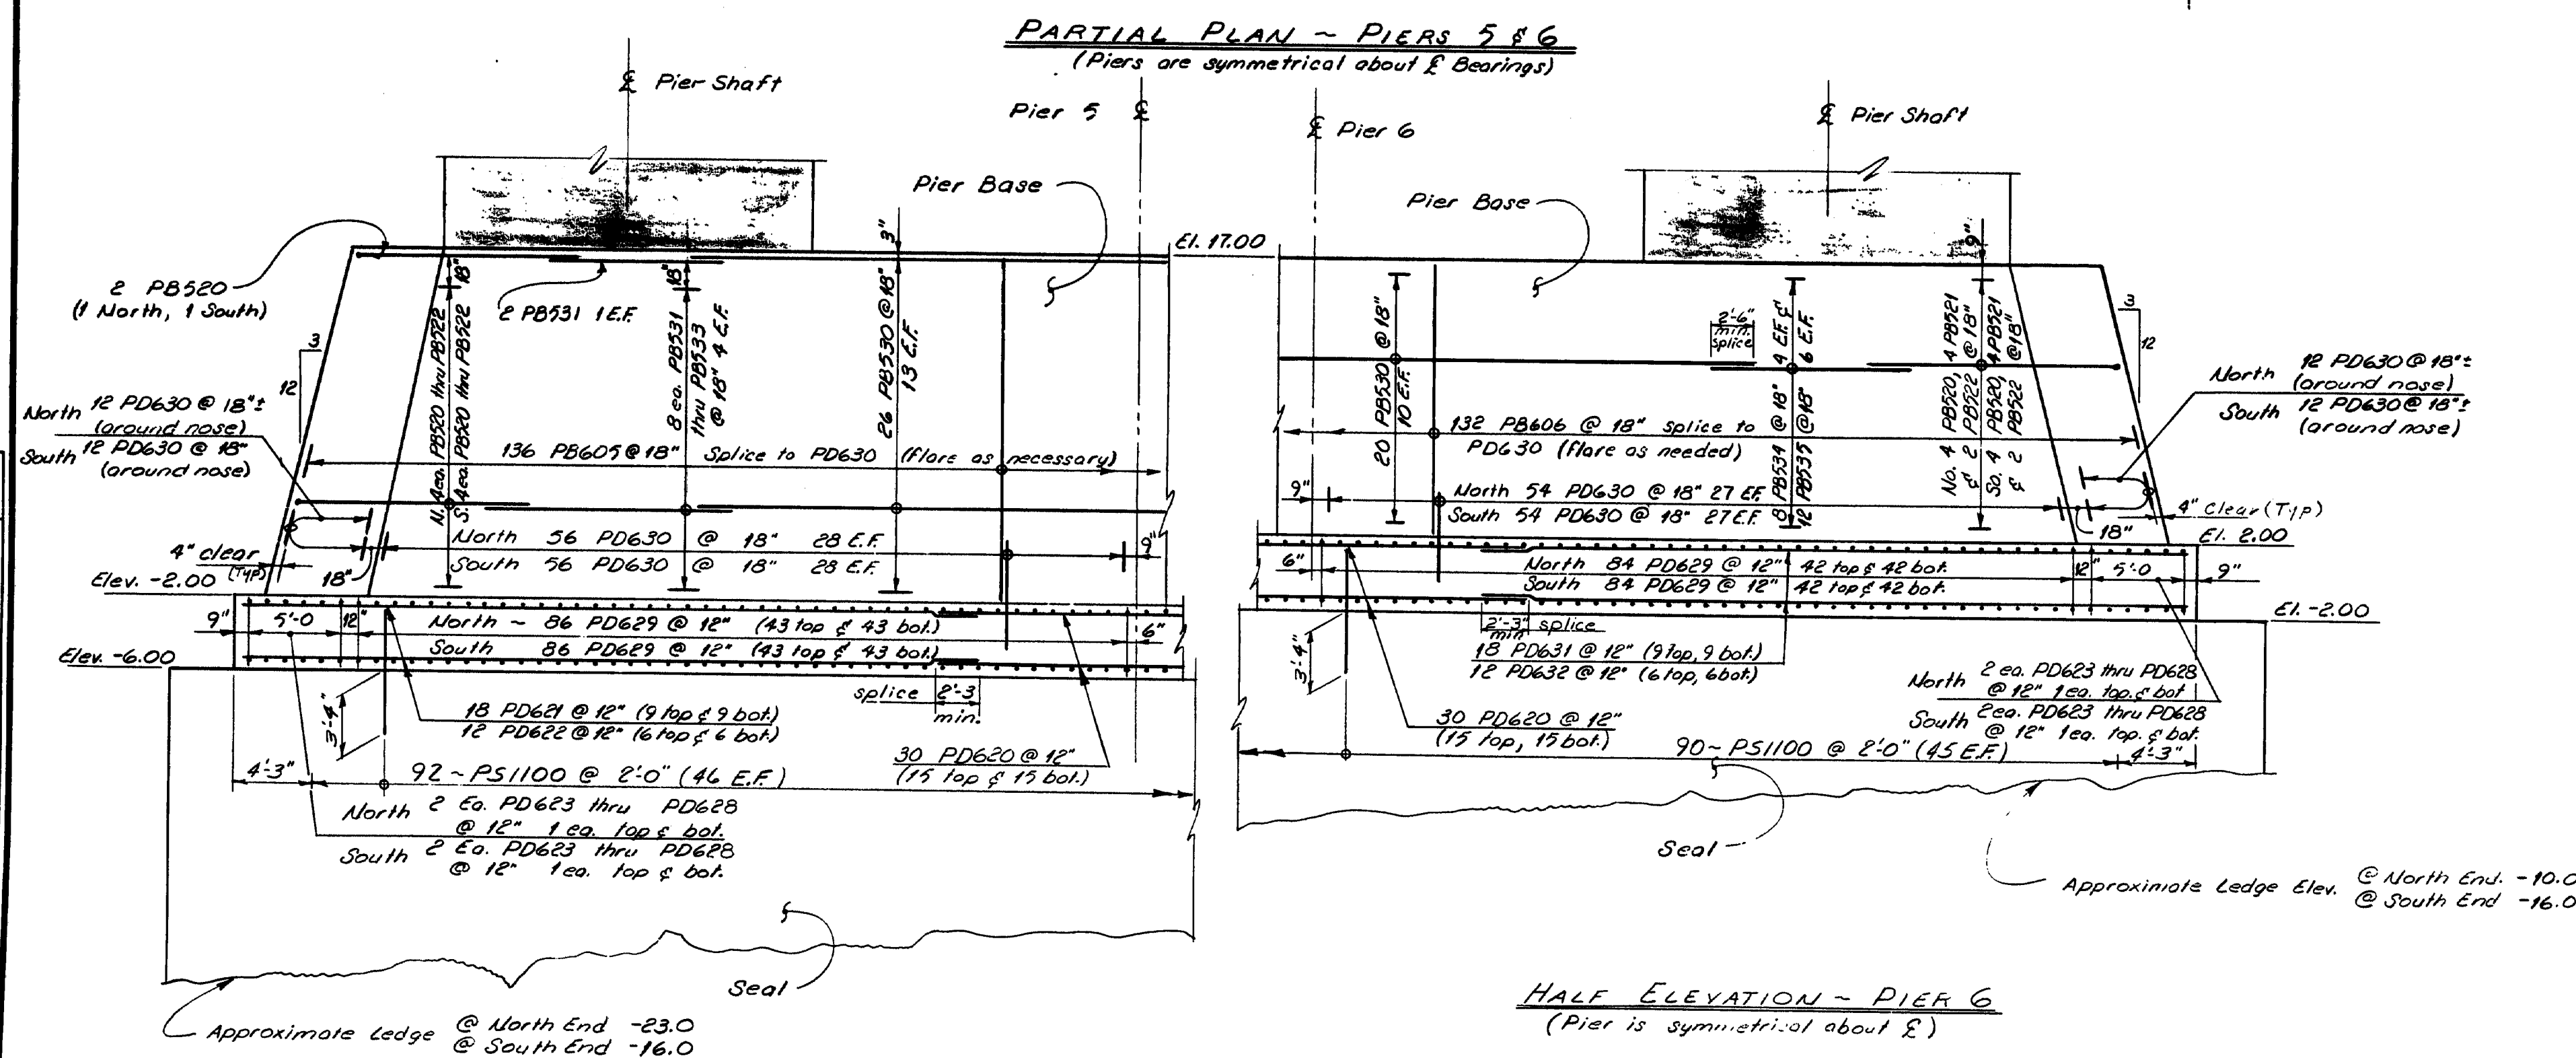 PARTIAL PLAN ~ PIERS 5 & 6
(Piers are symmetrical about ℄ Bearings)
℄ Pier Shaft
Pier 5 ℄
℄ Pier 6
℄ Pier Shaft
Pier Base
Pier Base
El. 17.00
3"
9"
2 PB520
(1 North, 1 South)
18"
18"
2 PB531 1 E.F.
N. 4ea. PB520 thru PB522
S. 4ea. PB520 thru PB522
8 ea. PB531
thru PB533
@ 18" 4 E.F.
26 PB530 @ 18"
13 E.F.
3
12
North 12 PD630 @ 18"±
(around nose)
South 12 PD630 @ 18"
(around nose)
136 PB605 @ 18" Splice to PD630 (flare as necessary)
North 56 PD630 @ 18" 28 E.F.
South 56 PD630 @ 18" 28 E.F.
9"
4" clear
(Typ)
18"
Elev. -2.00
9"
5'-0
12"
North ~ 86 PD629 @ 12" (43 top & 43 bot.)
South 86 PD629 @ 12" (43 top & 43 bot.)
6"
Elev. -6.00
splice 2'-3
min.
3'-4"
18 PD621 @ 12" (9 top & 9 bot.)
12 PD622 @ 12" (6 top & 6 bot.)
30 PD620 @ 12"
(15 top & 15 bot.)
4'-3"
92 ~ PS1100 @ 2'-0" (46 E.F.)
North 2 Ea. PD623 thru PD628
@ 12" 1 ea. top & bot.
South 2 Ea. PD623 thru PD628
@ 12" 1 ea. top & bot.
Seal
Approximate Ledge @ North End -23.0
@ South End -16.0
20 PB530 @ 18"
10 E.F.
2'-6"
min.
splice
8 PB534 @ 18" 4 E.F. &
12 PB535 @ 18" 6 E.F.
No. 4 PB520, 4 PB521
& 2 PB522 @ 18"
So. 4 PB520, 4 PB521
& 2 PB522 @ 18"
3
12
North 12 PD630 @ 18"±
(around nose)
South 12 PD630 @ 18"±
(around nose)
132 PB606 @ 18" splice to
PD630 (flare as needed)
9"
North 54 PD630 @ 18" 27 E.F.
South 54 PD630 @ 18" 27 E.F.
4" Clear (Typ)
18"
El. 2.00
6"
North 84 PD629 @ 12" 42 top & 42 bot.
South 84 PD629 @ 12" 42 top & 42 bot.
12"
5'-0
9"
El. -2.00
2'-3" splice
min
3'-4"
18 PD631 @ 12" (9 top, 9 bot.)
12 PD632 @ 12" (6 top, 6 bot.)
North 2 ea. PD623 thru PD628
@ 12" 1 ea. top. & bot
South 2 ea. PD623 thru PD628
@ 12" 1 ea. top. & bot.
30 PD620 @ 12"
(15 top, 15 bot.)
90 ~ PS1100 @ 2'-0" (45 E.F.)
4'-3"
Seal
Approximate Ledge Elev. @ North End. -10.0
@ South End -16.0
HALF ELEVATION ~ PIER 6
(Pier is symmetrical about ℄)